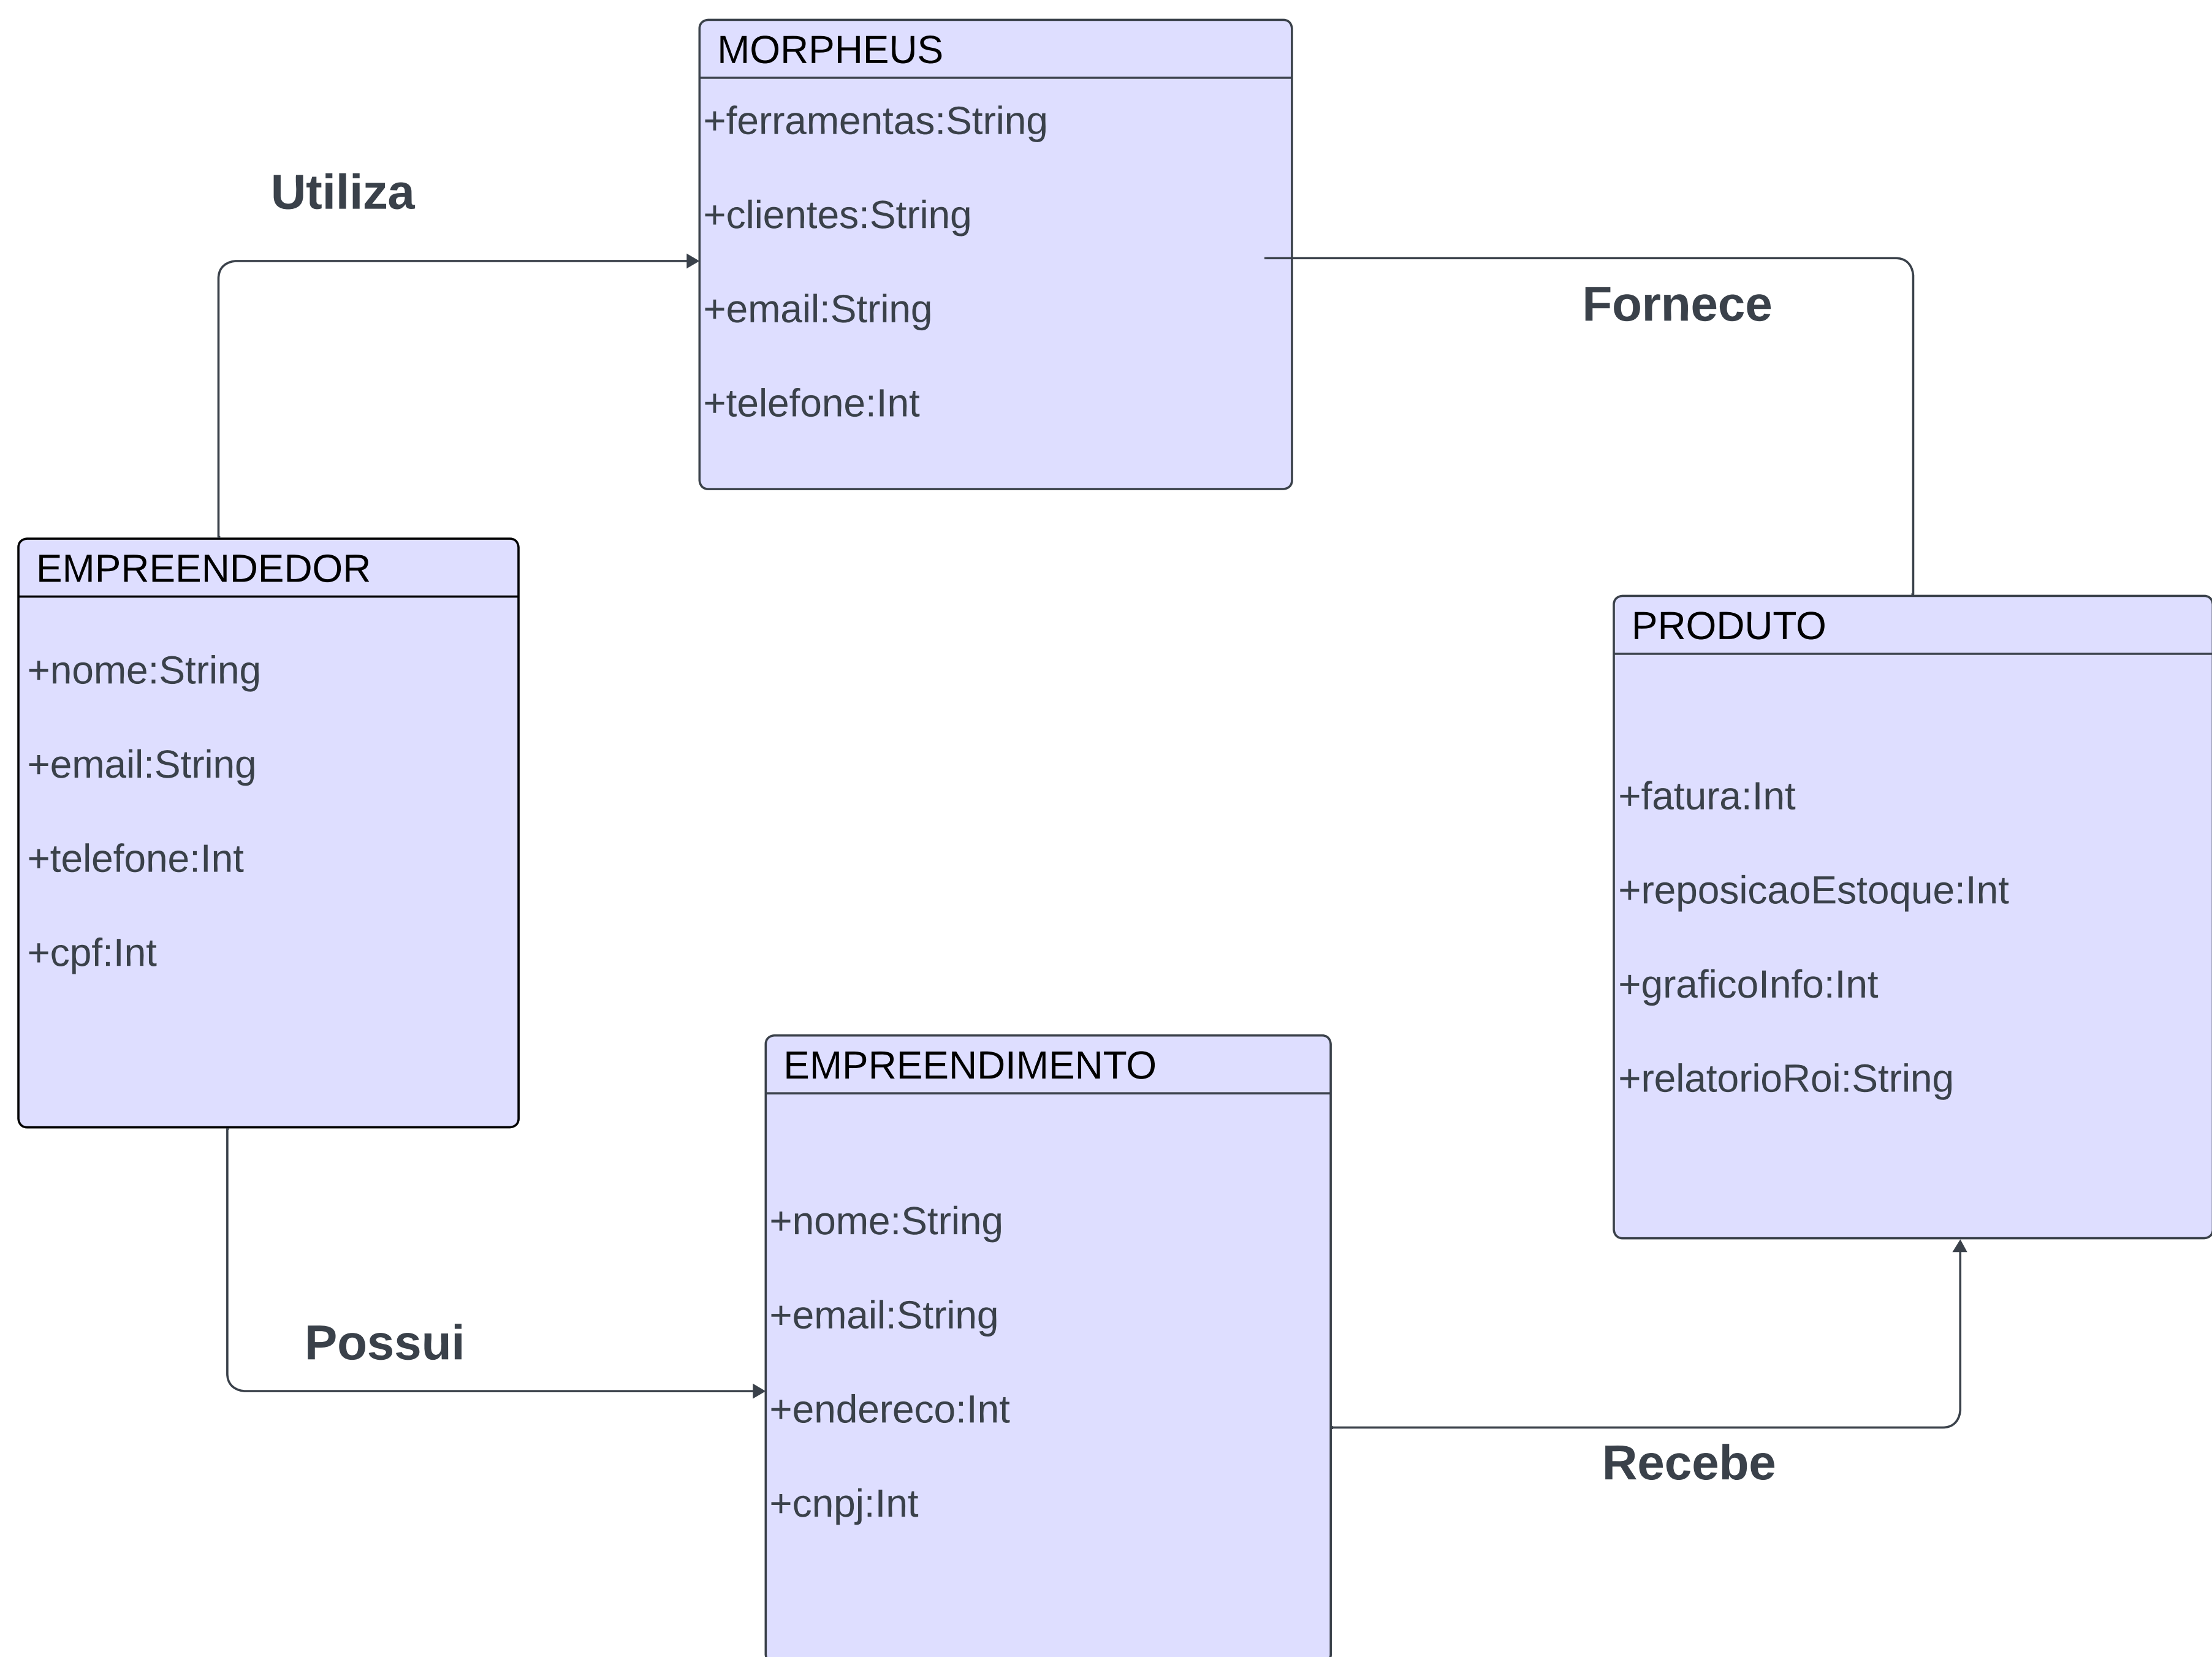 MORPHEUS
+ferramentas:String
+clientes:String
+email:String
+telefone:Int
Utiliza
Fornece
EMPREENDEDOR
+nome:String
+email:String
+telefone:Int
+cpf:Int
PRODUTO
+fatura:Int
+reposicaoEstoque:Int
+graficoInfo:Int
+relatorioRoi:String
EMPREENDIMENTO
+nome:String
+email:String
+endereco:Int
+cnpj:Int
Possui
Recebe